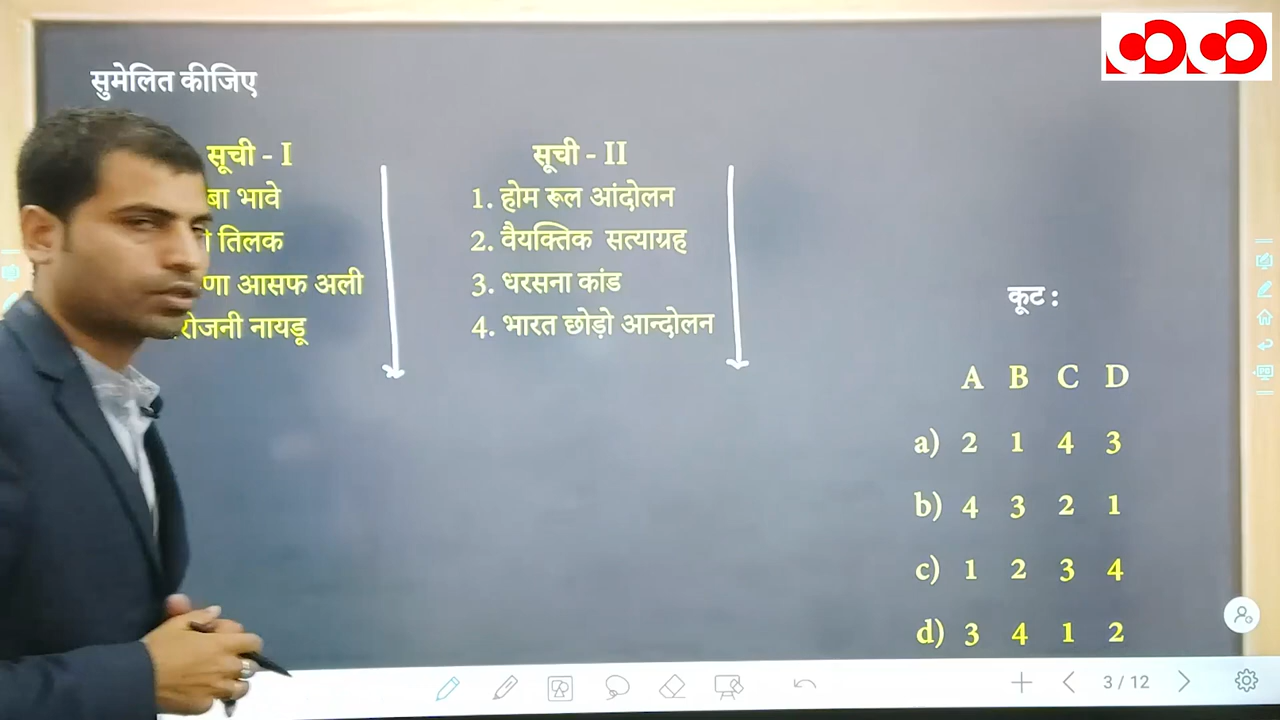 सुमेलित कीजिए
सूची - I
भावे
तिलक
आसफ अली
नायडू
सूची - II
1. होम रूल आंदोलन
2. वैयक्तिक सत्याग्रह
3. धरसना कांड
4. भारत छोड़ो आन्दोलन
कूट :
A B C D
a) 2 1 4 3
b) 4 3 2 1
c) 1 2 3 4
d) 3 4 1 2
3 / 12